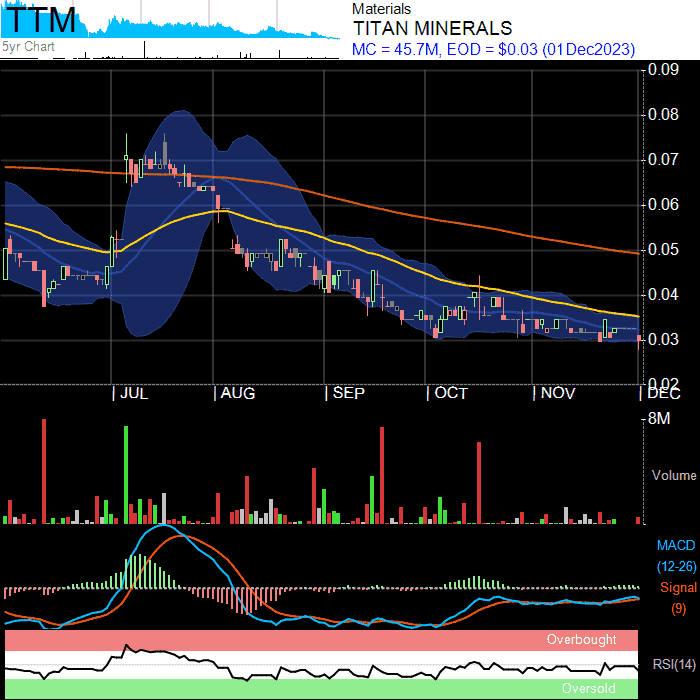 TTM
5yr Chart
Materials
TITAN MINERALS
MC = 45.7M, EOD = $0.03 (01Dec2023)
0.09
0.08
0.07
0.06
0.05
0.04
0.03
0.02
JUL AUG SEP OCT NOV DEC
8M
Volume
MACD
(12-26)
Signal
(9)
Overbought
RSI(14)
Oversold